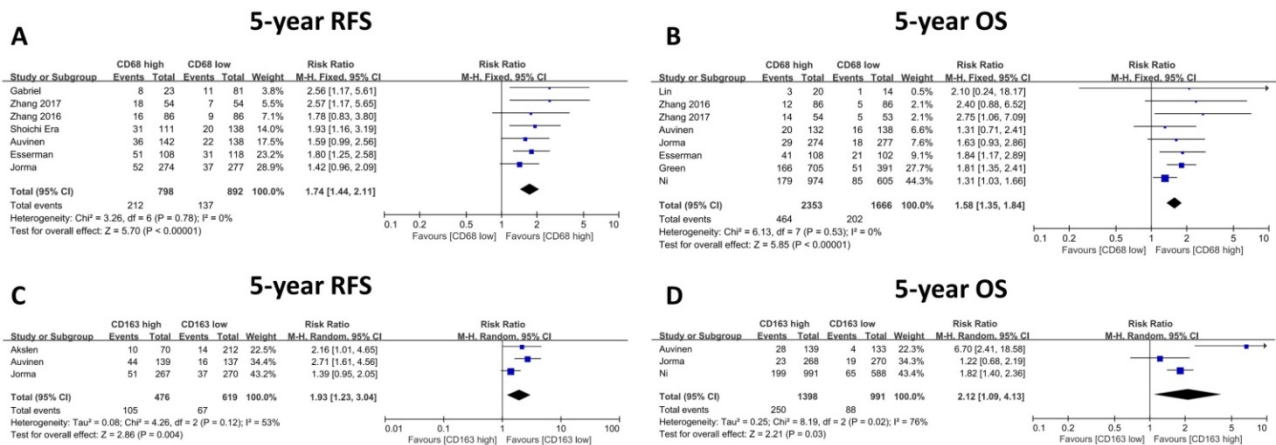 5-year RFS
A
CD68 high CD68 low Risk Ratio Risk Ratio
Study or Subgroup Events Total Events Total Weight M-H. Fixed. 95% CI M-H. Fixed. 95% CI
Gabriel 8 23 11 81 3.8% 2.56 [1.17, 5.61]
Zhang 2017 18 54 7 54 5.5% 2.57 [1.17, 5.65]
Zhang 2016 16 86 9 86 7.1% 1.78 [0.83, 3.80]
Shoichi Era 31 111 20 138 14.0% 1.93 [1.16, 3.19]
Auvinen 36 142 22 138 17.5% 1.59 [0.99, 2.56]
Esserman 51 108 31 118 23.2% 1.80 [1.25, 2.58]
Jorma 52 274 37 277 28.9% 1.42 [0.96, 2.09]
Total (95% CI) 798 892 100.0% 1.74 [1.44, 2.11]
Total events 212 137
Heterogeneity: Chi² = 3.26, df = 6 (P = 0.78); I² = 0%
Test for overall effect: Z = 5.70 (P < 0.00001)
0.1 0.2 0.5 1 2 5 10
Favours [CD68 low] Favours [CD68 high]
5-year OS
B
CD68 high CD68 low Risk Ratio Risk Ratio
Study or Subgroup Events Total Events Total Weight M-H. Fixed. 95% CI M-H. Fixed. 95% CI
Lin 3 20 1 14 0.5% 2.10 [0.24, 18.17]
Zhang 2016 12 86 5 86 2.2% 2.40 [0.88, 6.52]
Zhang 2017 14 54 5 53 2.2% 2.75 [1.06, 7.09]
Auvinen 20 132 16 138 6.7% 1.31 [0.71, 2.41]
Jorma 29 274 18 277 7.6% 1.63 [0.93, 2.86]
Esserman 41 108 21 102 9.1% 1.84 [1.17, 2.89]
Green 166 705 51 391 27.7% 1.81 [1.35, 2.41]
Ni 179 974 85 605 44.3% 1.31 [1.03, 1.66]
Total (95% CI) 2353 1666 100.0% 1.58 [1.35, 1.84]
Total events 464 202
Heterogeneity: Chi² = 6.13, df = 7 (P = 0.53); I² = 0%
Test for overall effect: Z = 5.85 (P < 0.00001)
0.1 0.2 0.5 1 2 5 10
Favours [CD68 low] Favours [CD68 high]
5-year RFS
C
CD163 high CD163 low Risk Ratio Risk Ratio
Study or Subgroup Events Total Events Total Weight M-H. Random. 95% CI M-H. Random. 95% CI
Akslen 10 70 14 212 22.5% 2.16 [1.01, 4.65]
Auvinen 44 139 16 137 34.4% 2.71 [1.61, 4.56]
Jorma 51 267 37 270 43.2% 1.39 [0.95, 2.05]
Total (95% CI) 476 619 100.0% 1.93 [1.23, 3.04]
Total events 105 67
Heterogeneity: Tau² = 0.08; Chi² = 4.26, df = 2 (P = 0.12); I² = 53%
Test for overall effect: Z = 2.86 (P = 0.004)
0.1 0.2 0.5 1 2 5 10
Favours [CD163 high] Favours [CD163 low]
5-year OS
D
CD163 high CD163 low Risk Ratio Risk Ratio
Study or Subgroup Events Total Events Total Weight M-H. Random. 95% CI M-H. Random. 95% CI
Auvinen 28 139 4 133 22.3% 6.70 [2.41, 18.58]
Jorma 23 268 19 270 34.3% 1.22 [0.68, 2.19]
Ni 199 991 65 588 43.4% 1.82 [1.40, 2.36]
Total (95% CI) 1398 991 100.0% 2.12 [1.09, 4.13]
Total events 250 88
Heterogeneity: Tau² = 0.25; Chi² = 8.19, df = 2 (P = 0.02); I² = 76%
Test for overall effect: Z = 2.21 (P = 0.03)
0.1 0.2 0.5 1 2 5 10
Favours [CD163 high] Favours [CD163 low]